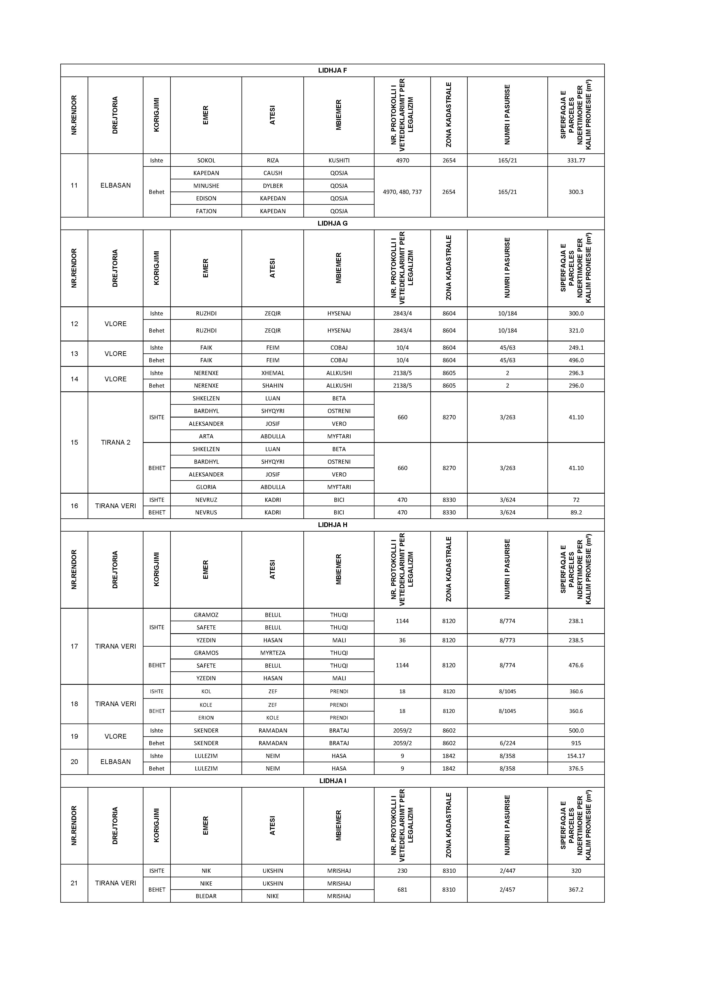 LIDHJA F
NR.RENDOR DREJTORIA KORIGJIMI EMER ATESI MBIEMER NR. PROTOKOLLI I VETEDEKLARIMIT PER LEGALIZIM ZONA KADASTRALE NUMRI I PASURISE SIPERFAQJA E PARCELES NDERTIMORE PER KALIM PRONESIE (m²)
11 ELBASAN Ishte SOKOL RIZA KUSHITI 4970 2654 165/21 331.77
Behet KAPEDAN CAUSH QOSJA 4970, 480, 737 2654 165/21 300.3
MINUSHE DYLBER QOSJA
EDISON KAPEDAN QOSJA
FATJON KAPEDAN QOSJA
LIDHJA G
NR.RENDOR DREJTORIA KORIGJIMI EMER ATESI MBIEMER NR. PROTOKOLLI I VETEDEKLARIMIT PER LEGALIZIM ZONA KADASTRALE NUMRI I PASURISE SIPERFAQJA E PARCELES NDERTIMORE PER KALIM PRONESIE (m²)
12 VLORE Ishte RUZHDI ZEQIR HYSENAJ 2843/4 8604 10/184 300.0
Behet RUZHDI ZEQIR HYSENAJ 2843/4 8604 10/184 321.0
13 VLORE Ishte FAIK FEIM COBAJ 10/4 8604 45/63 249.1
Behet FAIK FEIM COBAJ 10/4 8604 45/63 496.0
14 VLORE Ishte NERENXE XHEMAL ALLKUSHI 2138/5 8605 2 296.3
Behet NERENXE SHAHIN ALLKUSHI 2138/5 8605 2 296.0
15 TIRANA 2 ISHTE SHKELZEN LUAN BETA 660 8270 3/263 41.10
BARDHYL SHYQYRI OSTRENI
ALEKSANDER JOSIF VERO
ARTA ABDULLA MYFTARI
BEHET SHKELZEN LUAN BETA 660 8270 3/263 41.10
BARDHYL SHYQYRI OSTRENI
ALEKSANDER JOSIF VERO
GLORIA ABDULLA MYFTARI
16 TIRANA VERI ISHTE NEVRUZ KADRI BICI 470 8330 3/624 72
BEHET NEVRUS KADRI BICI 470 8330 3/624 89.2
LIDHJA H
NR.RENDOR DREJTORIA KORIGJIMI EMER ATESI MBIEMER NR. PROTOKOLLI I VETEDEKLARIMIT PER LEGALIZIM ZONA KADASTRALE NUMRI I PASURISE SIPERFAQJA E PARCELES NDERTIMORE PER KALIM PRONESIE (m²)
17 TIRANA VERI ISHTE GRAMOZ BELUL THUQI 1144 8120 8/774 238.1
SAFETE BELUL THUQI
YZEDIN HASAN MALI 36 8120 8/773 238.5
BEHET GRAMOS MYRTEZA THUQI 1144 8120 8/774 476.6
SAFETE BELUL THUQI
YZEDIN HASAN MALI
18 TIRANA VERI ISHTE KOL ZEF PRENDI 18 8120 8/1045 360.6
BEHET KOLE ZEF PRENDI 18 8120 8/1045 360.6
ERION KOLE PRENDI
19 VLORE Ishte SKENDER RAMADAN BRATAJ 2059/2 8602 500.0
Behet SKENDER RAMADAN BRATAJ 2059/2 8602 6/224 915
20 ELBASAN Ishte LULEZIM NEIM HASA 9 1842 8/358 154.17
Behet LULEZIM NEIM HASA 9 1842 8/358 376.5
LIDHJA I
NR.RENDOR DREJTORIA KORIGJIMI EMER ATESI MBIEMER NR. PROTOKOLLI I VETEDEKLARIMIT PER LEGALIZIM ZONA KADASTRALE NUMRI I PASURISE SIPERFAQJA E PARCELES NDERTIMORE PER KALIM PRONESIE (m²)
21 TIRANA VERI ISHTE NIK UKSHIN MRISHAJ 230 8310 2/447 320
BEHET NIKE UKSHIN MRISHAJ 681 8310 2/457 367.2
BLEDAR NIKE MRISHAJ